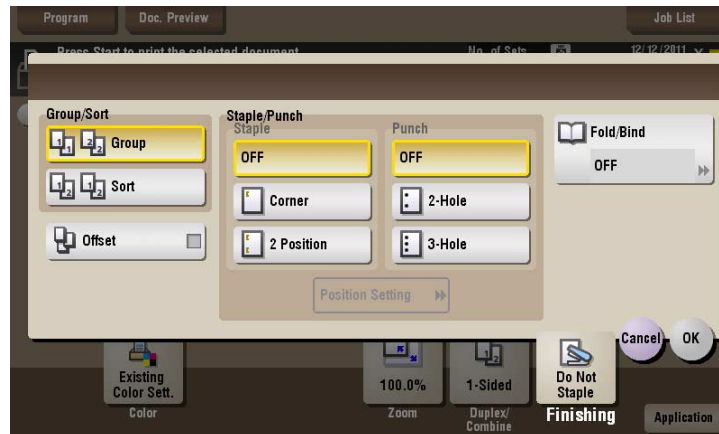 Program
Doc. Preview
Job List
Press Start to print the selected document
No. of Sets
12/12/2011
Group/Sort
Group
Sort
Offset
Staple/Punch
Staple
OFF
Corner
2 Position
Punch
OFF
2-Hole
3-Hole
Position Setting
Fold/Bind
OFF
Cancel
OK
Existing
Color Sett.
Color
100.0%
Zoom
1-Sided
Duplex/
Combine
Do Not
Staple
Finishing
Application